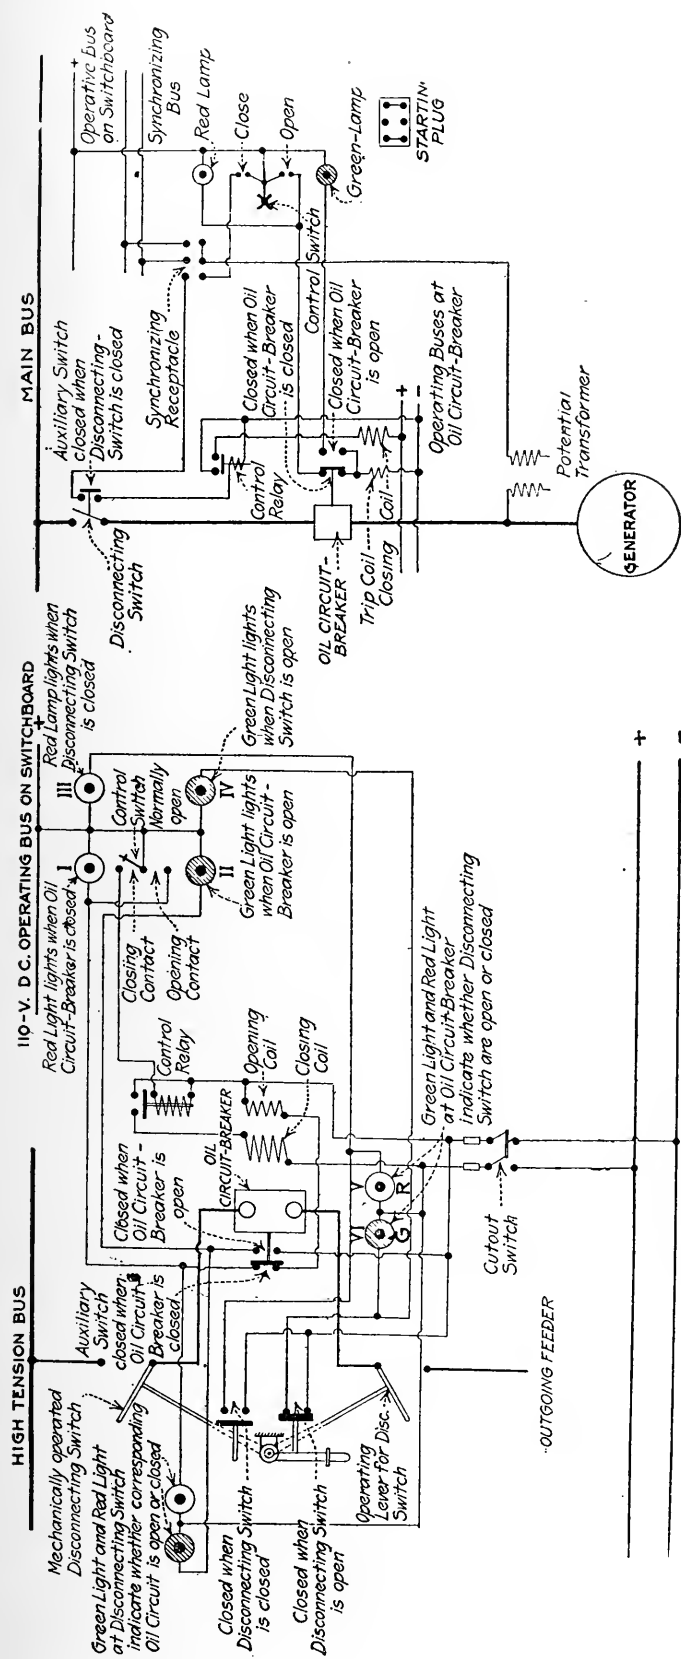 HIGH TENSION BUS
110-V. D.C. OPERATING BUS ON SWITCHBOARD
+
MAIN BUS
Mechanically operated
Disconnecting Switch
Green Light and Red Light
at Disconnecting Switch
indicate whether corresponding
Oil Circuit is open or closed
Auxiliary
Switch
closed when
Oil Circuit-
Breaker is
closed
Closed when
Oil Circuit-
Breaker is
open
OIL
CIRCUIT-BREAKER
Control
Relay
Opening
Coil
Closing
Coil
Closed when
Disconnecting Switch
is closed
Closed when
Disconnecting Switch
is open
Operating
Lever for Disc.
Switch
OUTGOING FEEDER
Cutout
Switch
V
R
VI
G
Green Light and Red Light
at Oil Circuit-Breaker
indicate whether Disconnecting
Switch are open or closed
Red Light lights when Oil
Circuit-Breaker is closed
I
Closing
Contact
Opening
Contact
II
Green Light lights
when Oil Circuit-
Breaker is open
Control
Switch
Normally
open
III
Red Lamp lights when
Disconnecting Switch
is closed
IV
Green Light lights
when Disconnecting
Switch is open
+
-
Auxiliary Switch
closed when
Disconnecting-
Switch is closed
Disconnecting
Switch
Synchronizing
Receptacle
Control
Relay
Closed when Oil
Circuit-Breaker
is closed
Control Switch
Closed when Oil
Circuit-Breaker
is open
OIL CIRCUIT-
BREAKER
Trip Coil
Closing
Coil
+
-
Operating Buses at
Oil Circuit-Breaker
Potential
Transformer
GENERATOR
+
Operative Bus
on Switchboard
Synchronizing
Bus
Red Lamp
Close
Open
Green-Lamp
STARTIN.
PLUG